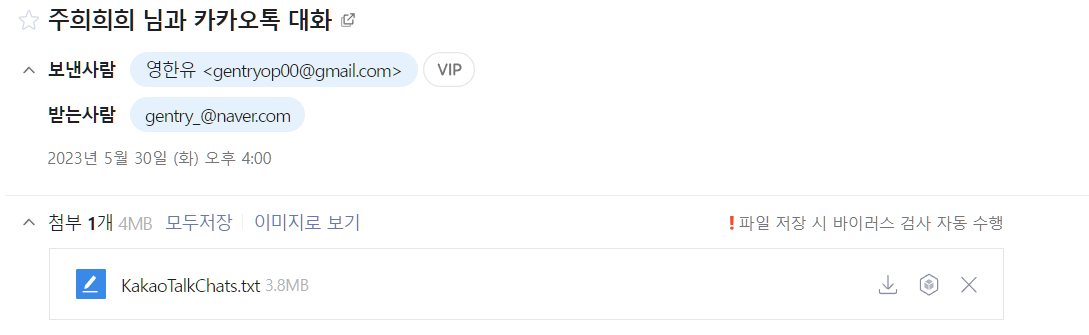 주희희희 님과 카카오톡 대화
보낸사람 영한유 <gentryop00@gmail.com> VIP
받는사람 gentry_@naver.com
2023년 5월 30일 (화) 오후 4:00
첨부 1개 4MB 모두저장 이미지로 보기 !파일 저장 시 바이러스 검사 자동 수행
KakaoTalkChats.txt 3.8MB